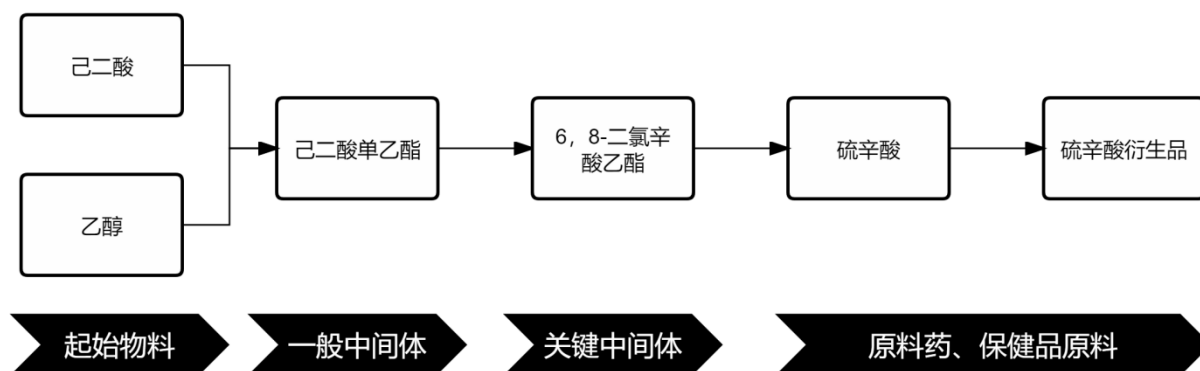 己二酸
乙醇
己二酸单乙酯
6，8-二氯辛
酸乙酯
硫辛酸
硫辛酸衍生品
起始物料
一般中间体
关键中间体
原料药、保健品原料